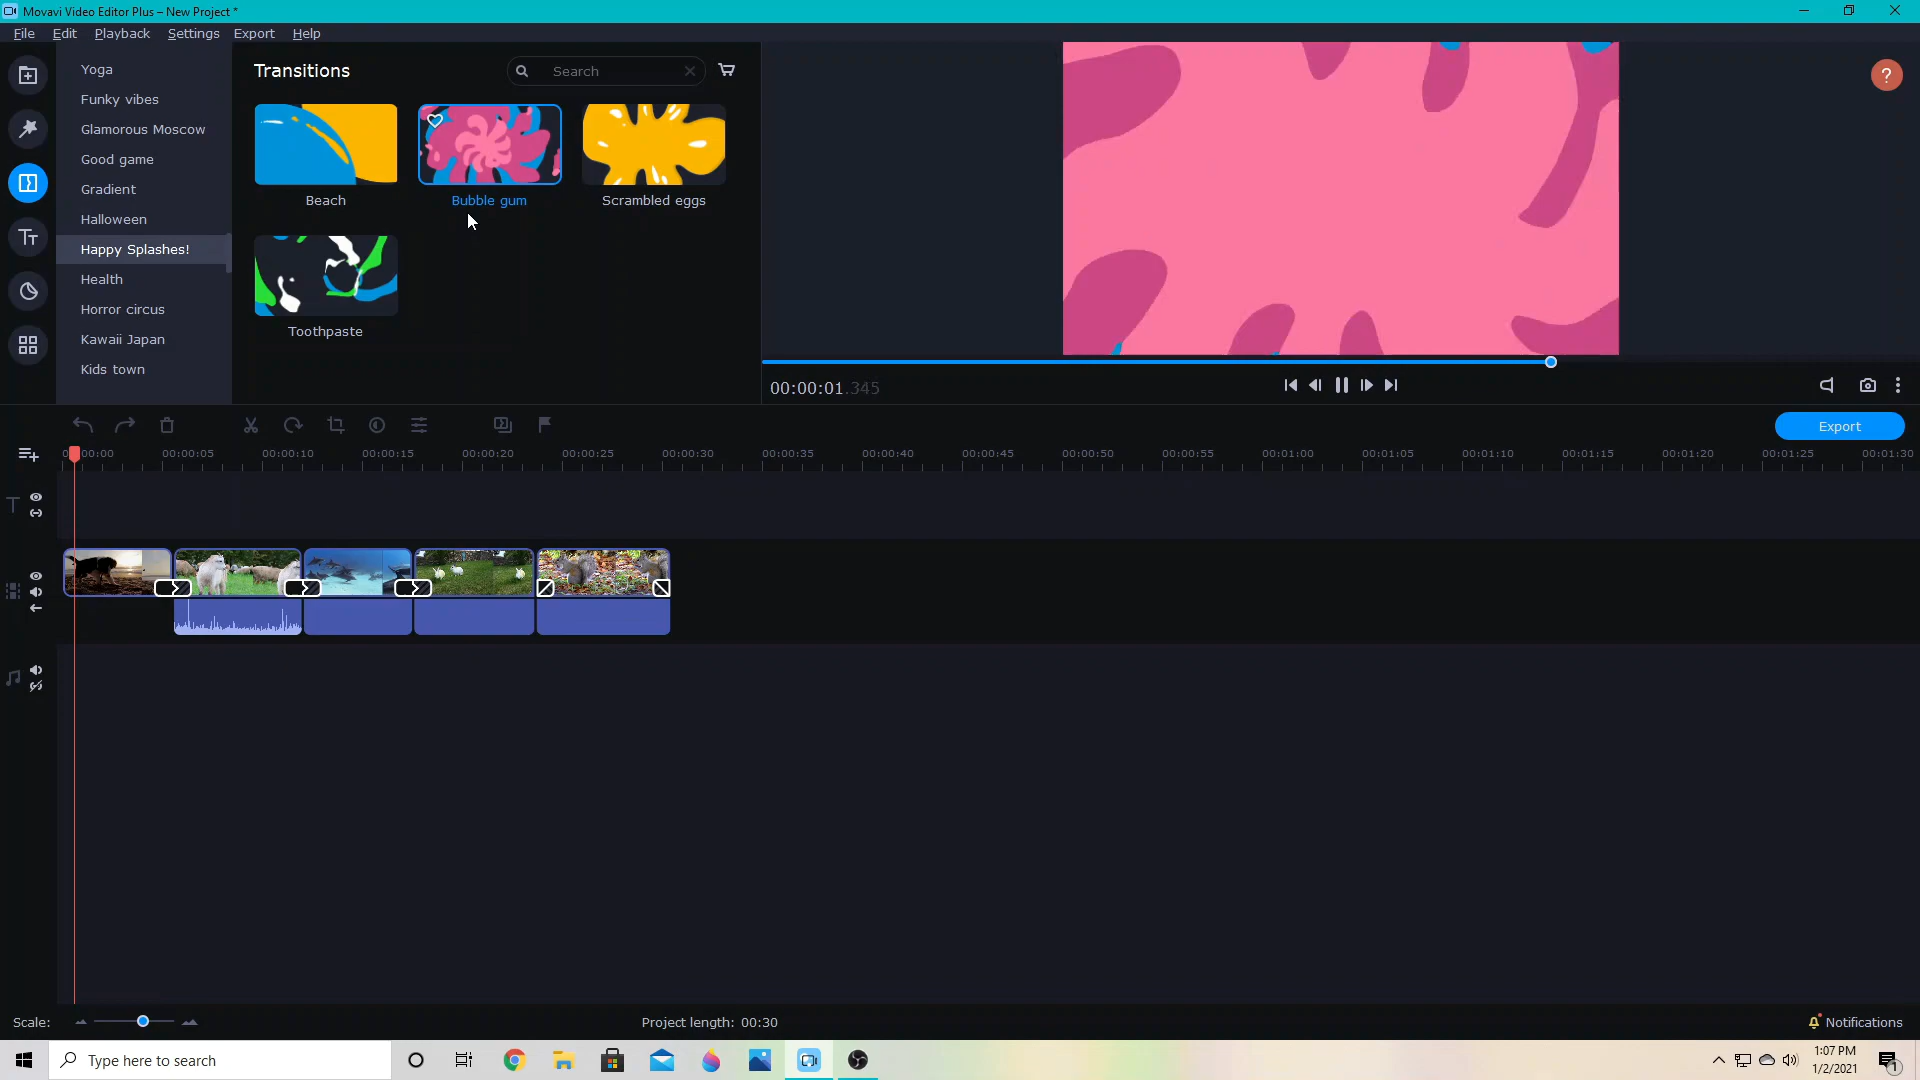 Movavi Video Editor Plus – New Project *
File Edit Playback Settings Export Help
Yoga
Funky vibes
Glamorous Moscow
Good game
Gradient
Halloween
Happy Splashes!
Health
Horror circus
Kawaii Japan
Kids town
Transitions
Search
Beach
Bubble gum
Scrambled eggs
Toothpaste
?
00:00:01.345
Export
00:00:05 00:00:10 00:00:15 00:00:20 00:00:25 00:00:30 00:00:35 00:00:40 00:00:45 00:00:50 00:00:55 00:01:00 00:01:05 00:01:10 00:01:15 00:01:20 00:01:25 00:01:30
Scale:
Project length: 00:30
Notifications
Type here to search
1:07 PM
1/2/2021
1